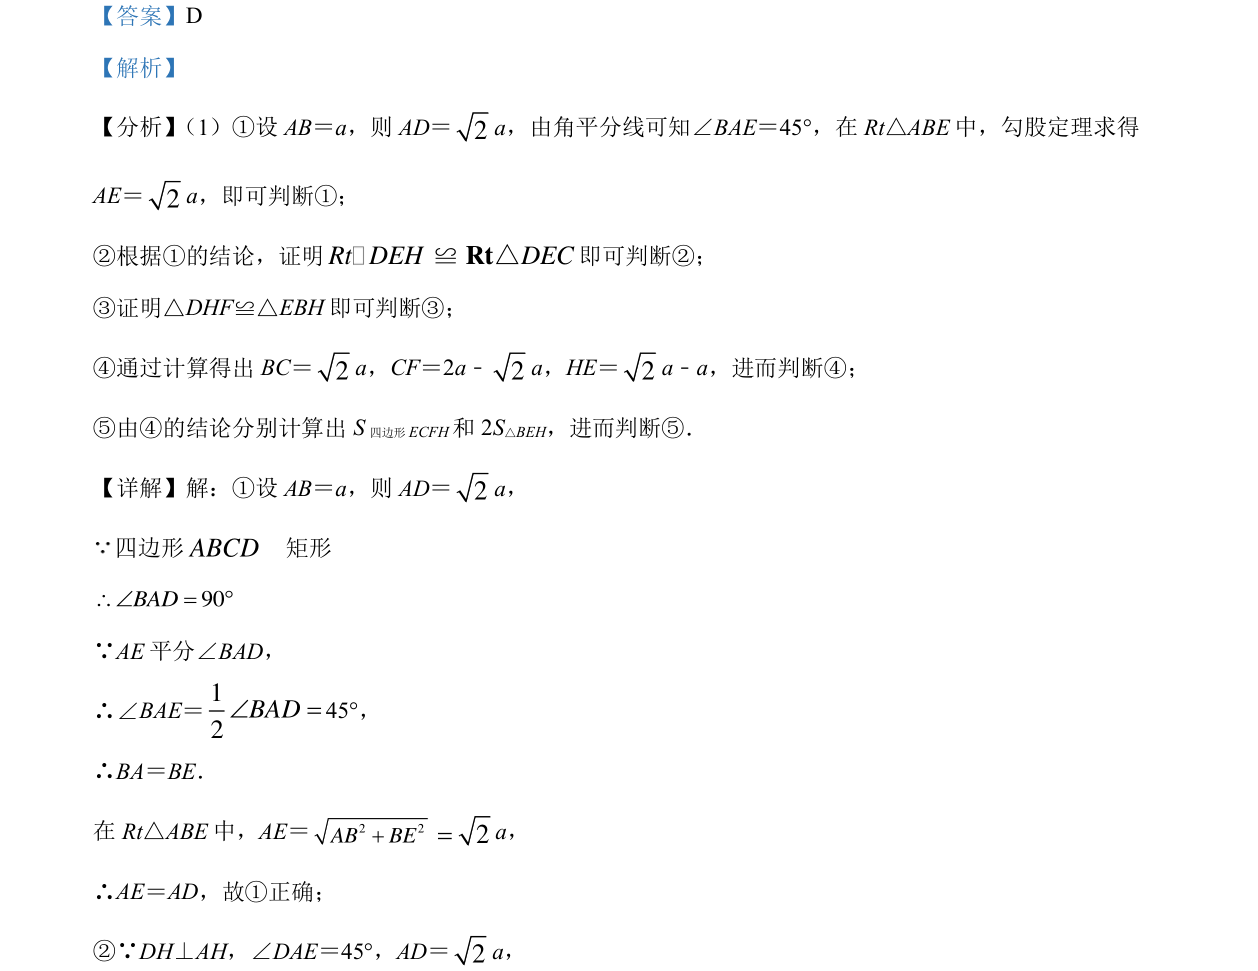 【答案】D
【解析】
【分析】（1）①设 AB＝a，则 AD＝√2 a，由角平分线可知∠BAE＝45°，在 Rt△ABE 中，勾股定理求得
AE＝√2 a，即可判断①；
②根据①的结论，证明 Rt□DEH ≌ Rt△DEC 即可判断②；
③证明△DHF≌△EBH 即可判断③；
④通过计算得出 BC＝√2 a，CF＝2a﹣√2 a，HE＝√2 a﹣a，进而判断④；
⑤由④的结论分别计算出 S四边形ECFH 和 2S△BEH，进而判断⑤．
【详解】解：①设 AB＝a，则 AD＝√2 a，
∵四边形 ABCD 矩形
∴∠BAD＝90°
∵AE 平分∠BAD，
∴∠BAE＝1/2∠BAD＝45°，
∴BA＝BE．
在 Rt△ABE 中，AE＝√(AB²+BE²) ＝√2 a，
∴AE＝AD，故①正确；
②∵DH⊥AH，∠DAE＝45°，AD＝√2 a，